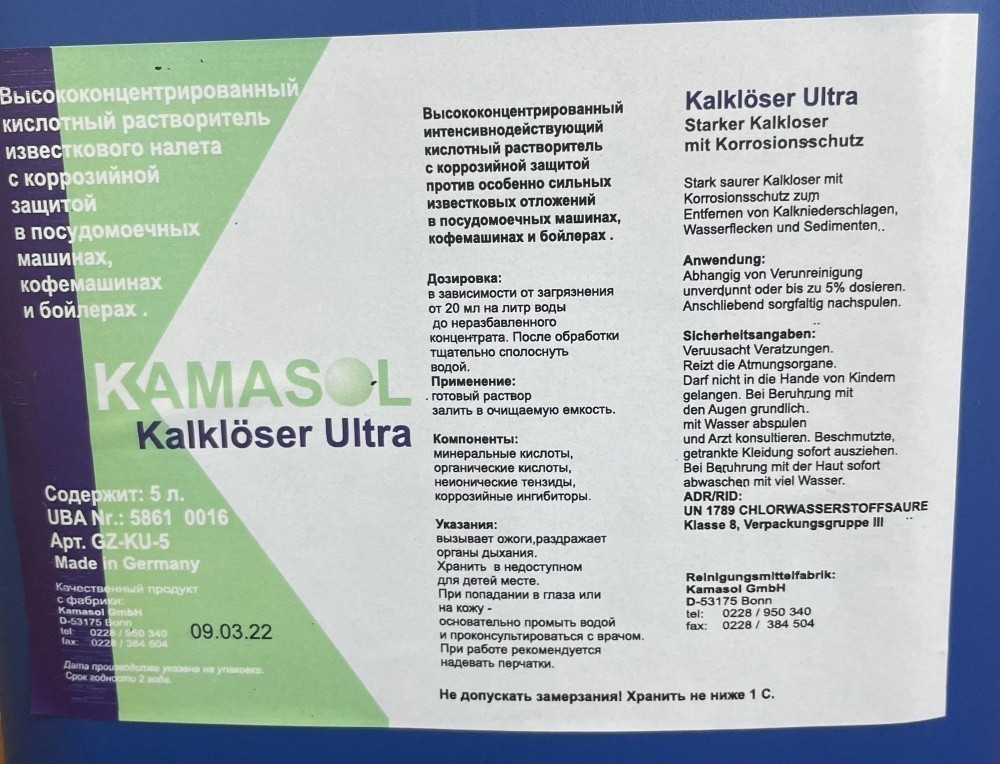 Высококонцентрированный
кислотный растворитель
известкового налета
с коррозийной
защитой
в посудомоечных
машинах,
кофемашинах
и бойлерах .
KAMASOL
Kalklöser Ultra
Содержит: 5 л.
UBA Nr.: 5861 0016
Арт. GZ-KU-5
Made in Germany
Качественный продукт
с фабрики:
Kamasol GmbH
D-53175 Bonn
tel: 0228 / 950 340
fax: 0228 / 384 504
09.03.22
Дата производства указана на упаковке.
Срок годности 2 года.
Высококонцентрированный
интенсивнодействующий
кислотный растворитель
с коррозийной защитой
против особенно сильных
известковых отложений
в посудомоечных машинах,
кофемашинах и бойлерах .
Дозировка:
в зависимости от загрязнения
от 20 мл на литр воды
до неразбавленного
концентрата. После обработки
тщательно сполоснуть
водой.
Применение:
готовый раствор
залить в очищаемую емкость.
Компоненты:
минеральные кислоты,
органические кислоты,
неионические тензиды,
коррозийные ингибиторы.
Указания:
вызывает ожоги,раздражает
органы дыхания.
Хранить в недоступном
для детей месте.
При попадании в глаза или
на кожу -
основательно промыть водой
и проконсультироваться с врачом.
При работе рекомендуется
надевать перчатки.
Не допускать замерзания! Хранить не ниже 1 С.
Kalklöser Ultra
Starker Kalkloser
mit Korrosionsschutz
Stark saurer Kalkloser mit
Korrosionsschutz zum
Entfernen von Kalkniederschlagen,
Wasserflecken und Sedimenten..
Anwendung:
Abhangig von Verunreinigung
unverdunnt oder bis zu 5% dosieren.
Anschliebend sorgfaltig nachspulen.
Sicherheitsangaben:
Veruusacht Veratzungen.
Reizt die Atmungsorgane.
Darf nicht in die Hande von Kindern
gelangen. Bei Beruhrung mit
den Augen grundlich.
mit Wasser abspulen
und Arzt konsultieren. Beschmutzte,
getrankte Kleidung sofort ausziehen.
Bei Beruhrung mit der Haut sofort
abwaschen mit viel Wasser.
ADR/RID:
UN 1789 CHLORWASSERSTOFFSAURE
Klasse 8, Verpackungsgruppe III
Reinigungsmittelfabrik:
Kamasol GmbH
D-53175 Bonn
tel: 0228 / 950 340
fax: 0228 / 384 504